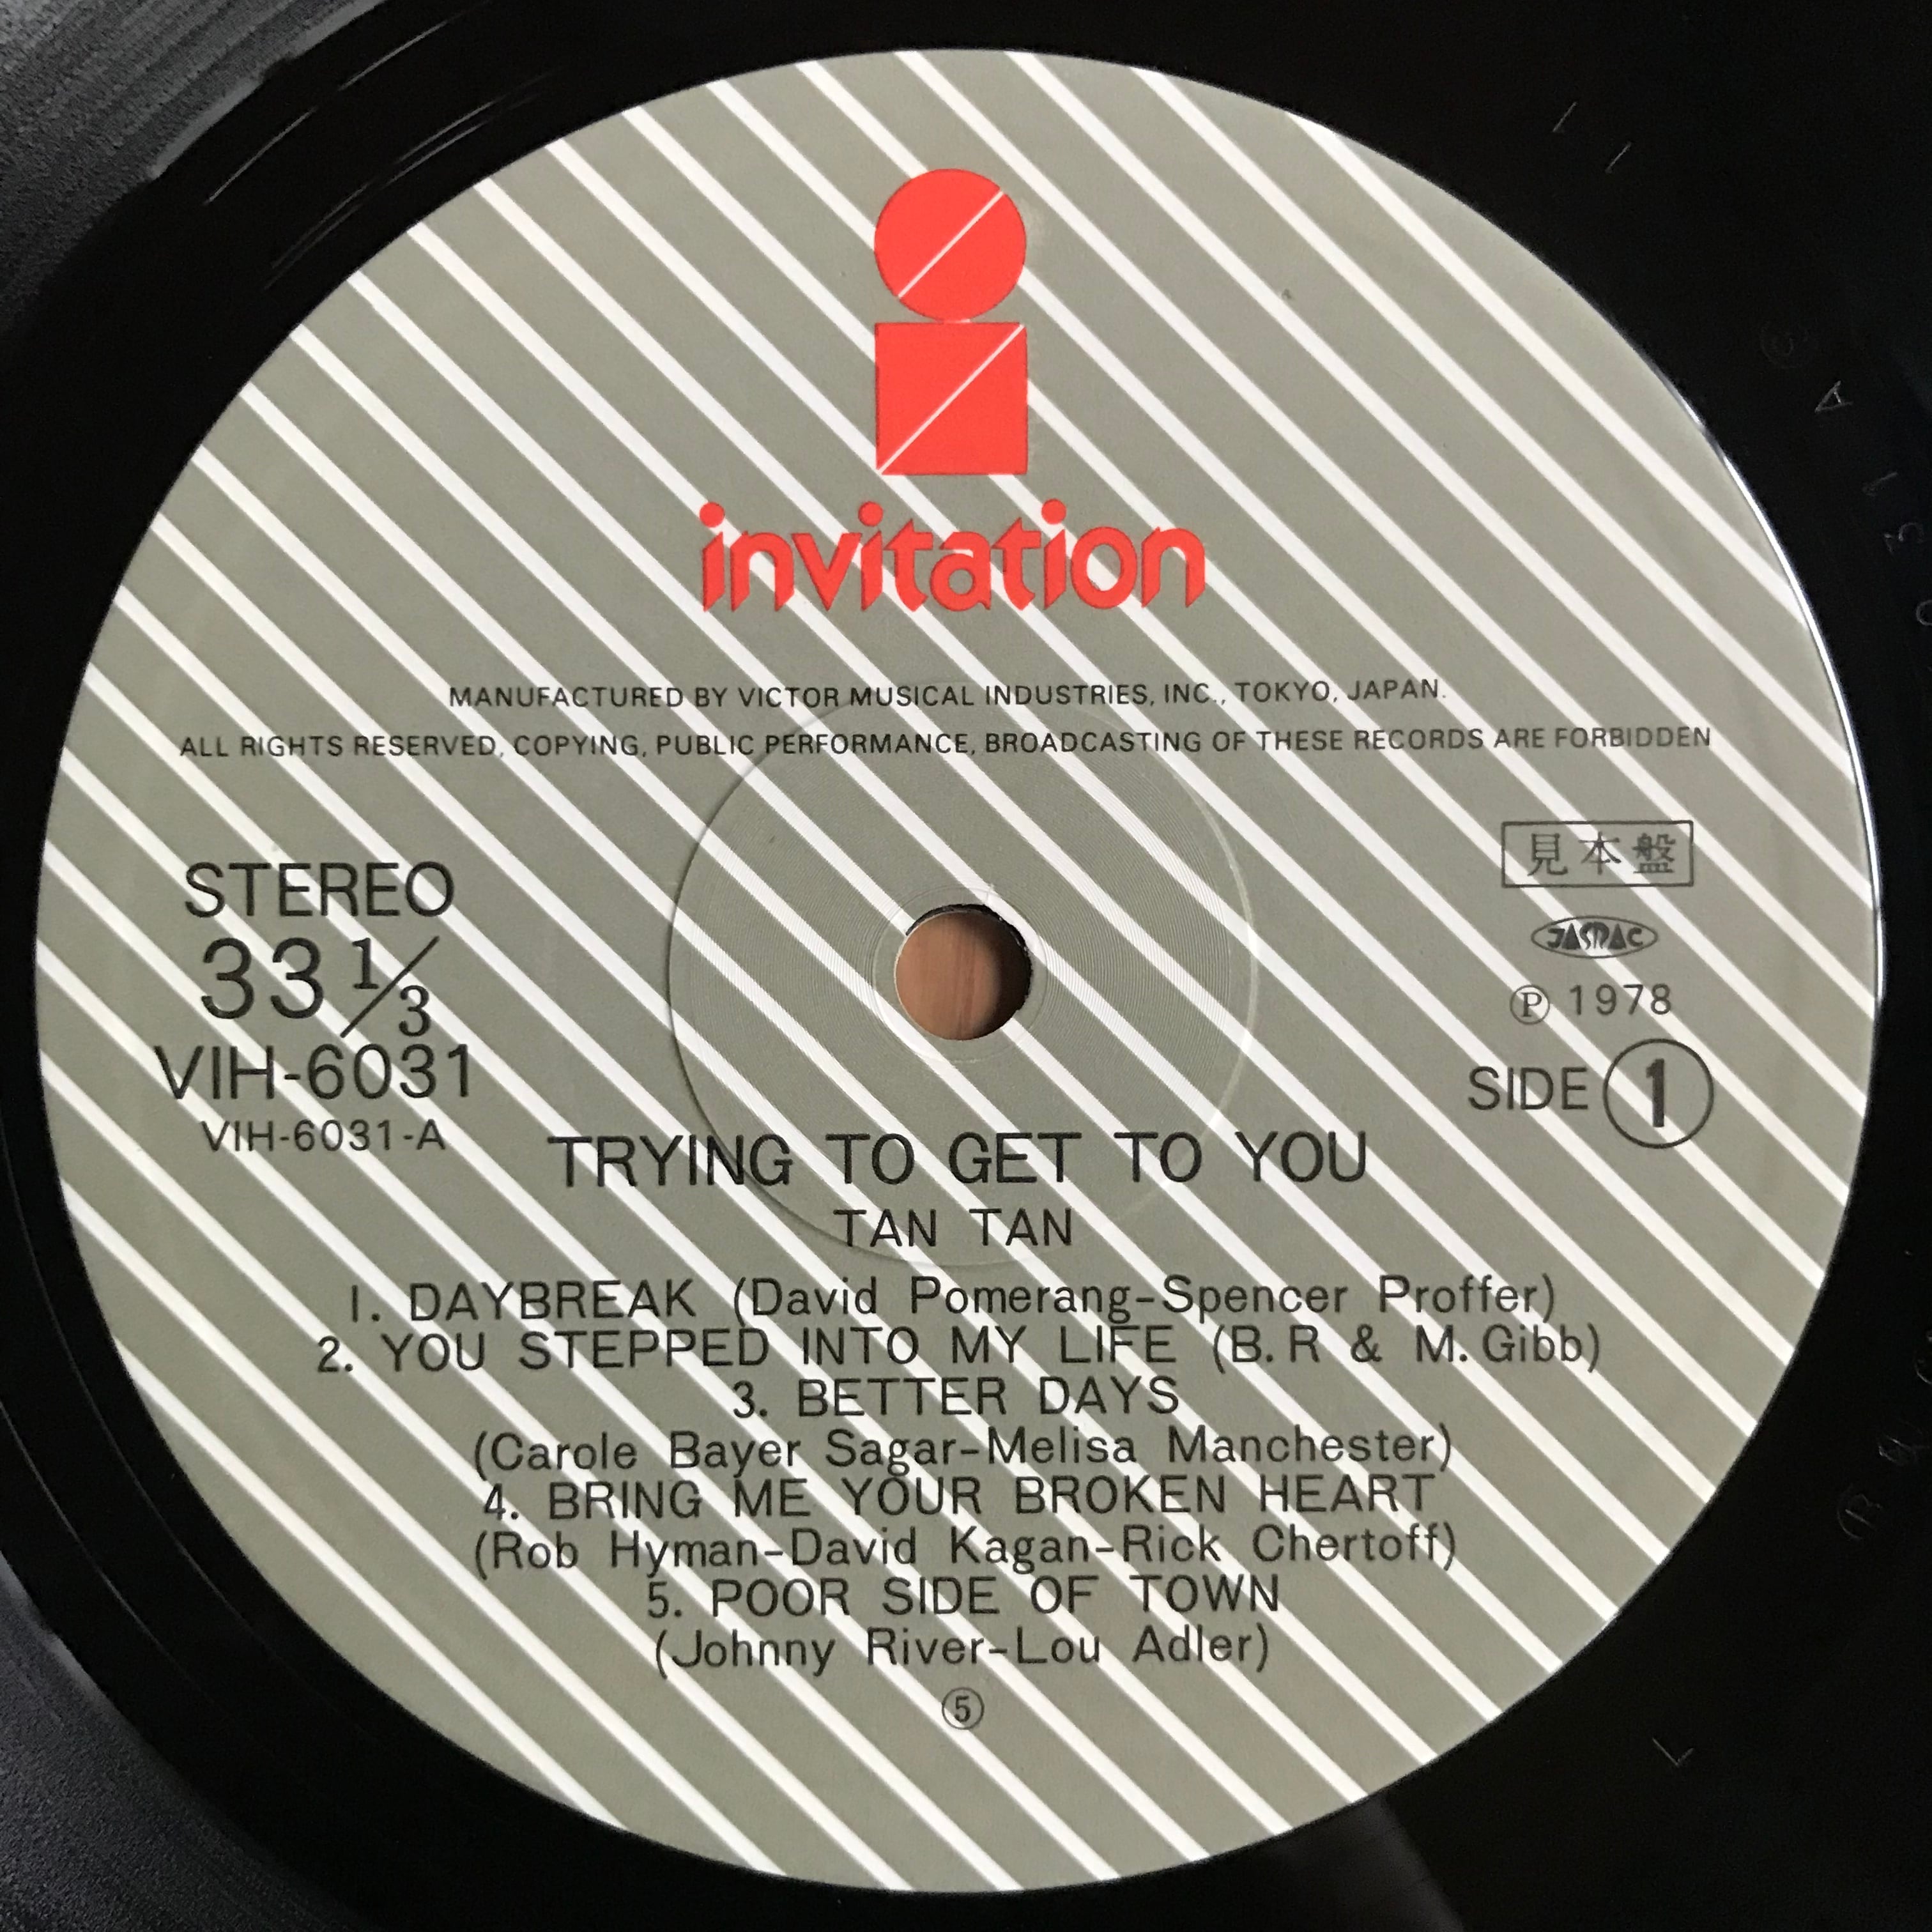 invitation
MANUFACTURED BY VICTOR MUSICAL INDUSTRIES, INC., TOKYO, JAPAN.
ALL RIGHTS RESERVED, COPYING, PUBLIC PERFORMANCE, BROADCASTING OF THESE RECORDS ARE FORBIDDEN
STEREO
33 1/3
VIH-6031
VIH-6031-A
見本盤
JASRAC
Ⓟ 1978
SIDE 1
TRYING TO GET TO YOU
TAN TAN
1. DAYBREAK (David Pomerang-Spencer Proffer)
2. YOU STEPPED INTO MY LIFE (B. R & M. Gibb)
3. BETTER DAYS
(Carole Bayer Sagar-Melisa Manchester)
4. BRING ME YOUR BROKEN HEART
(Rob Hyman-David Kagan-Rick Chertoff)
5. POOR SIDE OF TOWN
(Johnny River-Lou Adler)
⑤